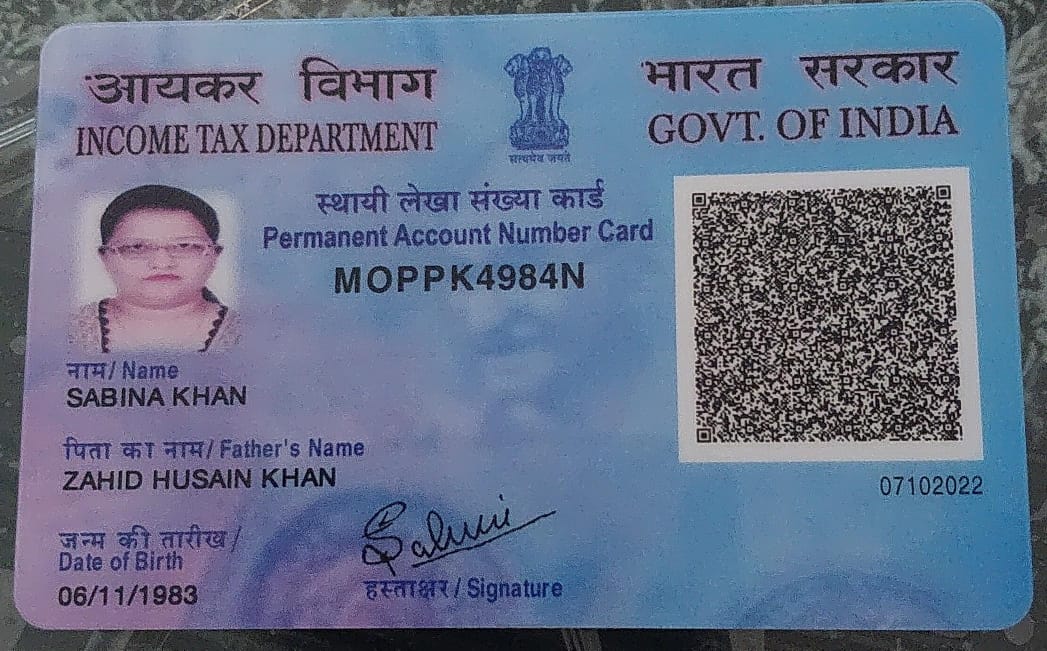 आयकर विभाग
INCOME TAX DEPARTMENT
सत्यमेव जयते
भारत सरकार
GOVT. OF INDIA
स्थायी लेखा संख्या कार्ड
Permanent Account Number Card
MOPPK4984N
नाम/ Name
SABINA KHAN
पिता का नाम/ Father's Name
ZAHID HUSAIN KHAN
07102022
जन्म की तारीख/
Date of Birth
06/11/1983
हस्ताक्षर/ Signature